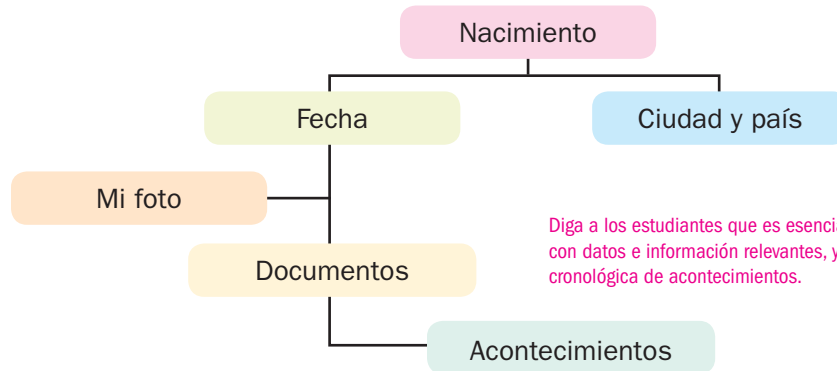 Nacimiento
Fecha
Ciudad y país
Mi foto
Diga a los estudiantes que es
con datos e información relevantes, y
cronológica de acontecimientos.
Documentos
Acontecimientos